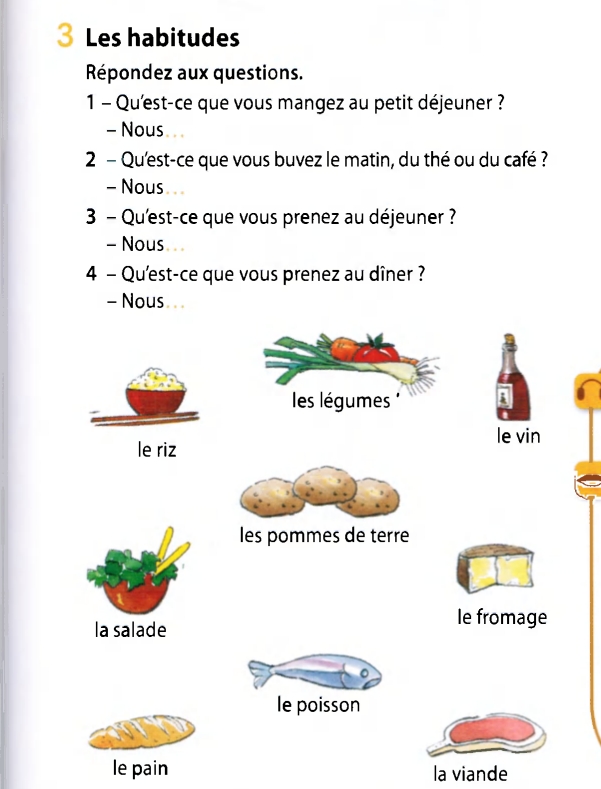 3 Les habitudes
Répondez aux questions.
1 – Qu'est-ce que vous mangez au petit déjeuner ?
– Nous...
2 – Qu'est-ce que vous buvez le matin, du thé ou du café ?
– Nous...
3 – Qu'est-ce que vous prenez au déjeuner ?
– Nous...
4 – Qu'est-ce que vous prenez au dîner ?
– Nous...
les légumes
le vin
le riz
les pommes de terre
le fromage
la salade
le poisson
le pain
la viande